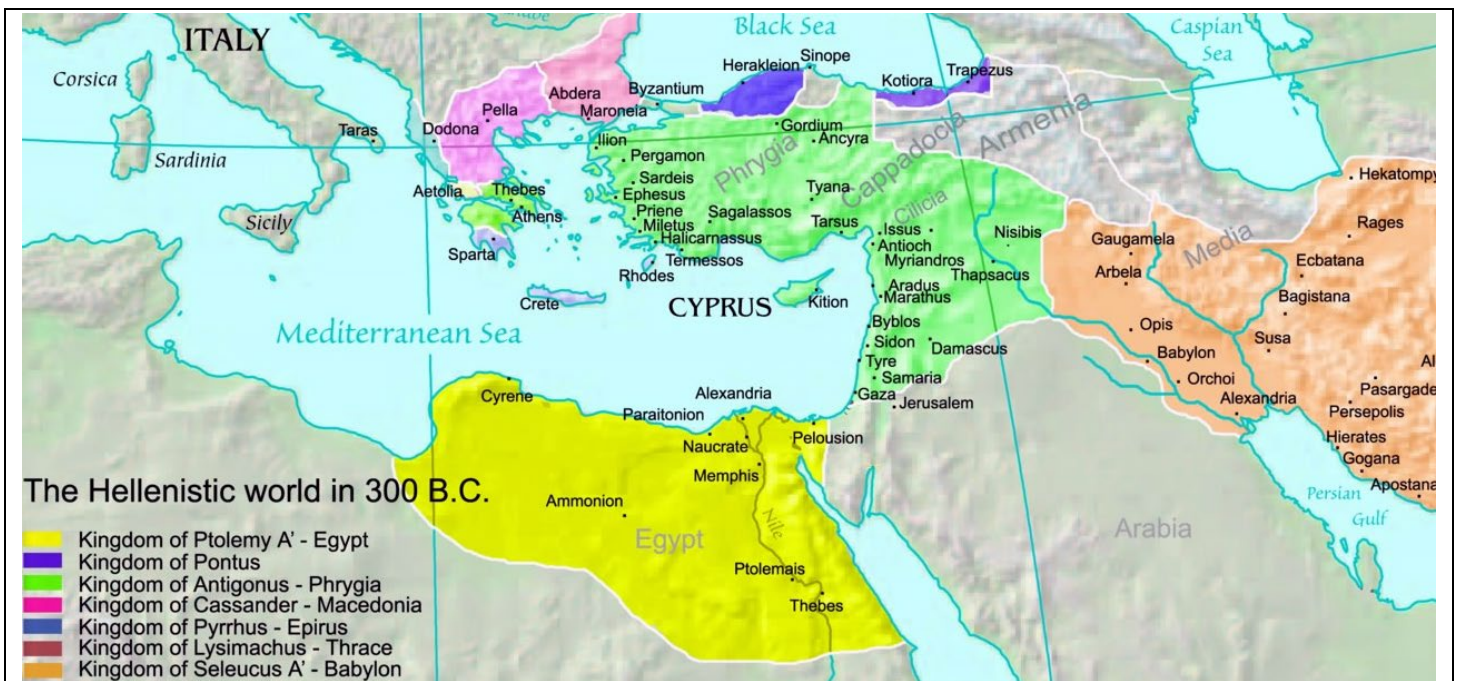 ITALY
Black Sea
Caspian
Sea
Corsica
Sinope
Herakleion
Kotiora
Trapezus
Abdera
Byzantium
Pella
Maroneia
Taras
Dodona
Gordium
Ancyra
Armenia
Ilion
Phrygia
Cappadocia
Sardinia
Pergamon
Sardeis
Hekatompy
Aetolia
Thebes
Ephesus
Tyana
Cilicia
Athens
Priene
Sagalassos
Tarsus
Issus
Rages
Sicily
Miletus
Nisibis
Gaugamela
Media
Halicarnassus
Antioch
Sparta
Termessos
Myriandros
Ecbatana
Rhodes
Thapsacus
Arbela
Aradus
Marathus
Bagistana
Crete
CYPRUS
Kition
Mediterranean Sea
Byblos
Opis
Sidon
Damascus
Susa
Babylon
Tyre
Al
Samaria
Orchoi
Pasargade
Cyrene
Alexandria
Gaza
Jerusalem
Alexandria
Persepolis
Paraitonion
Naucrate
Pelousion
Hierates
Memphis
Gogana
Apostana
The Hellenistic world in 300 B.C.
Persian
Gulf
Ammonion
Nile
Egypt
Arabia
Ptolemais
Thebes
Kingdom of Ptolemy A' - Egypt
Kingdom of Pontus
Kingdom of Antigonus - Phrygia
Kingdom of Cassander - Macedonia
Kingdom of Pyrrhus - Epirus
Kingdom of Lysimachus - Thrace
Kingdom of Seleucus A' - Babylon